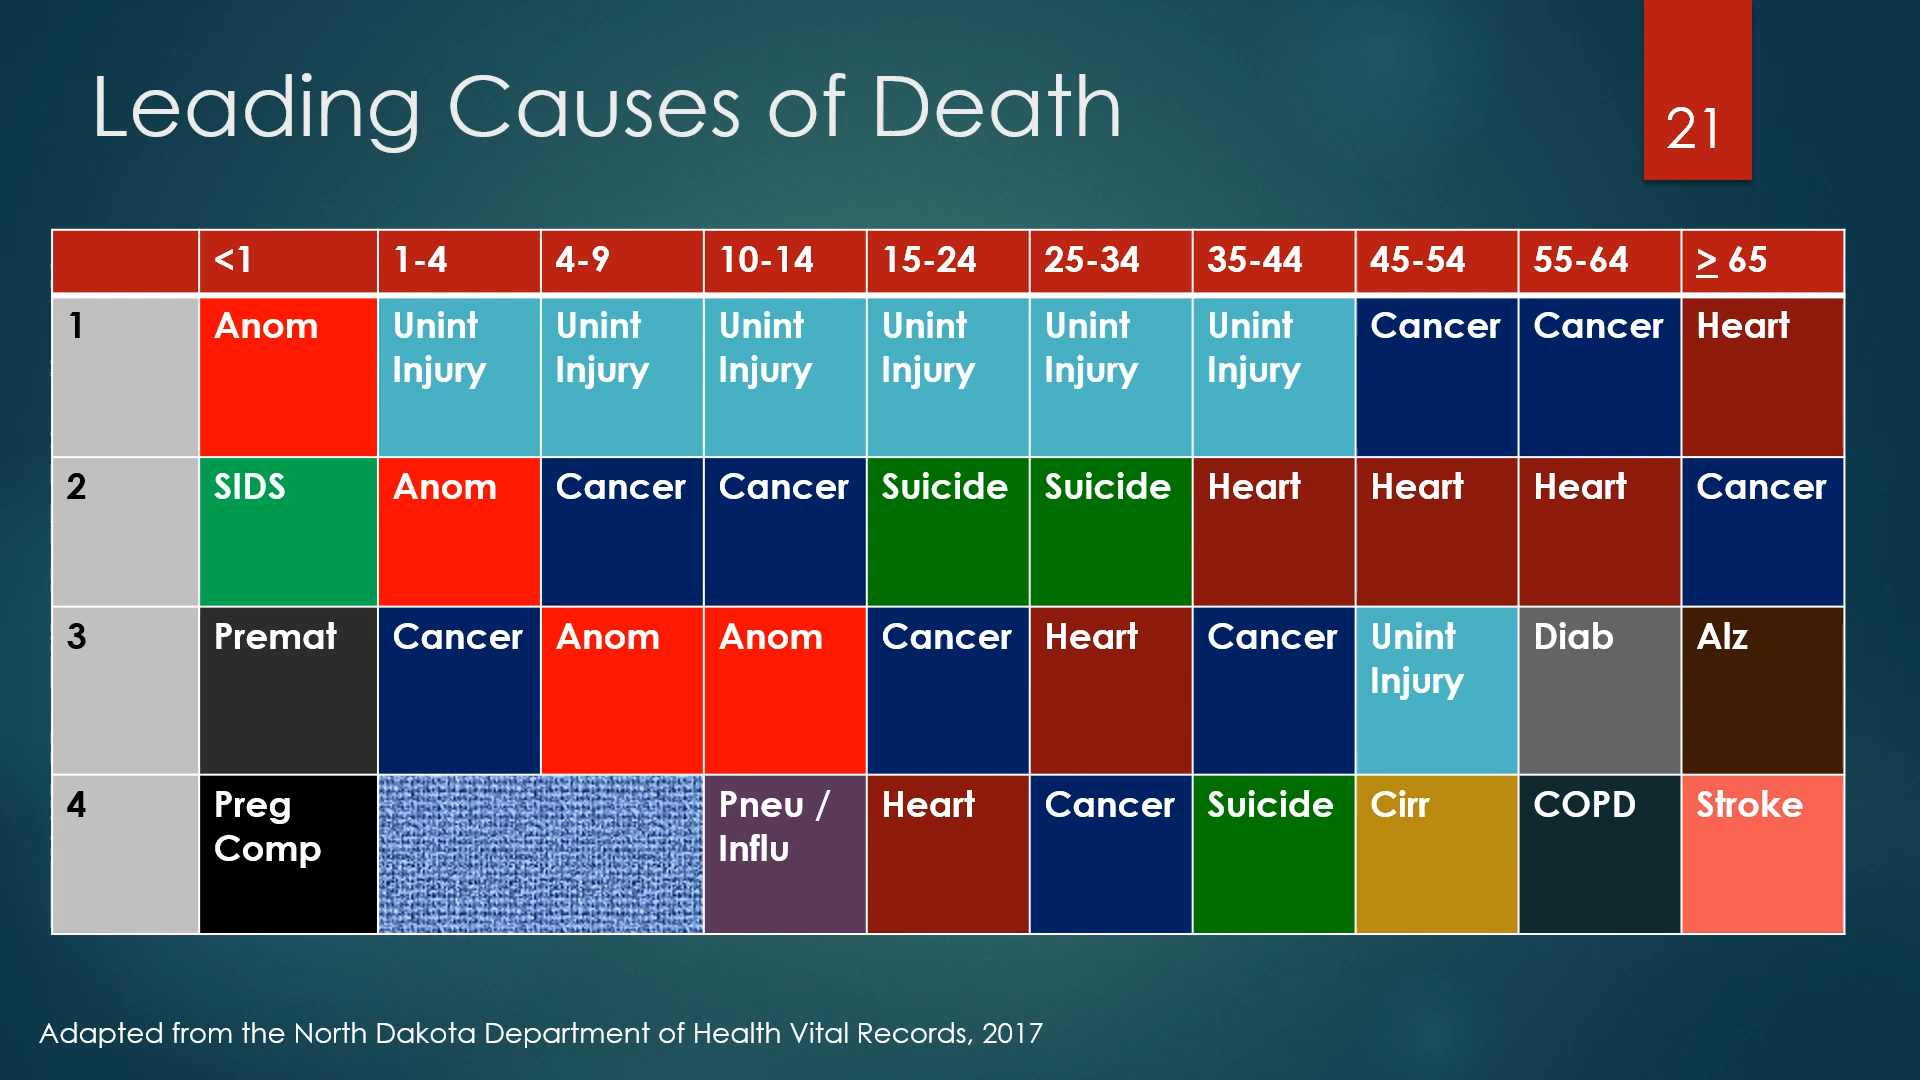 Leading Causes of Death
21
<1 1-4 4-9 10-14 15-24 25-34 35-44 45-54 55-64 ≥ 65
1 Anom Unint Injury Unint Injury Unint Injury Unint Injury Unint Injury Unint Injury Cancer Cancer Heart
2 SIDS Anom Cancer Cancer Suicide Suicide Heart Heart Heart Cancer
3 Premat Cancer Anom Anom Cancer Heart Cancer Unint Injury Diab Alz
4 Preg Comp Pneu / Influ Heart Cancer Suicide Cirr COPD Stroke
Adapted from the North Dakota Department of Health Vital Records, 2017